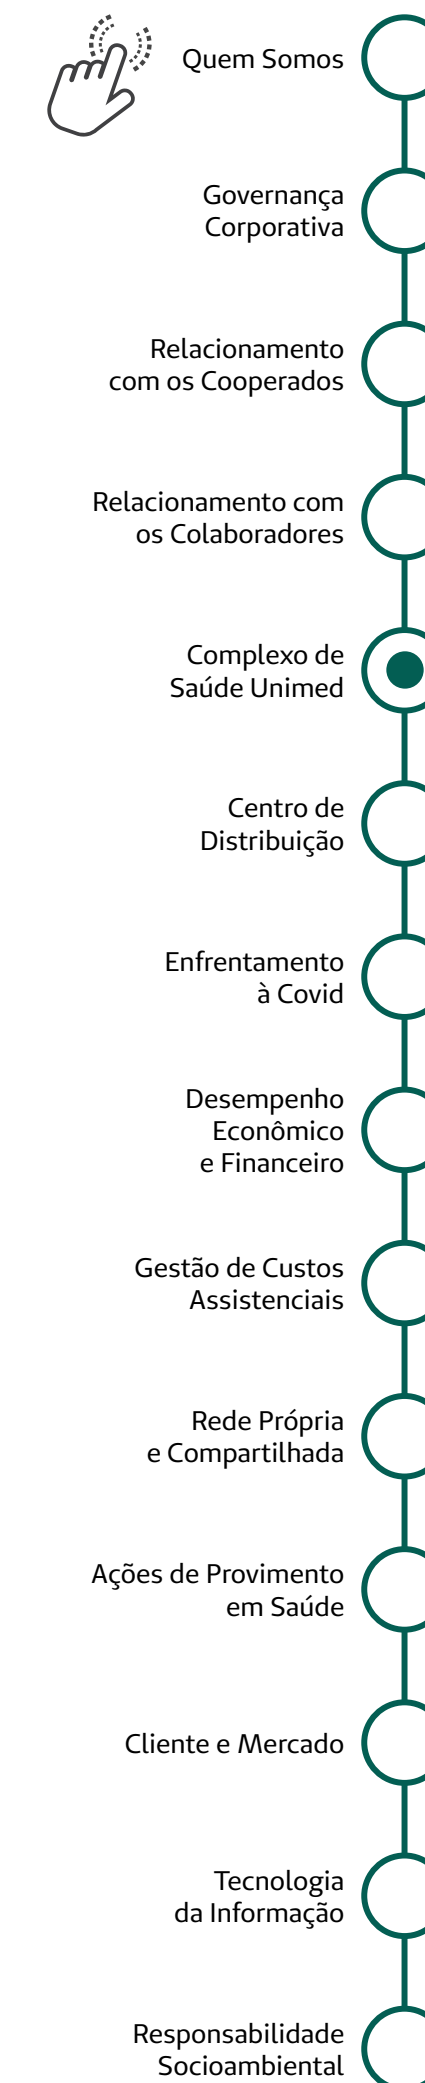 Quem Somos
Governança
Corporativa
Relacionamento
com os Cooperados
Relacionamento com
os Colaboradores
Complexo de
Saúde Unimed
Centro de
Distribuição
Enfrentamento
à Covid
Desempenho
Econômico
e Financeiro
Gestão de Custos
Assistenciais
Rede Própria
e Compartilhada
Ações de Provimento
em Saúde
Cliente e Mercado
Tecnologia
da Informação
Responsabilidade
Socioambiental